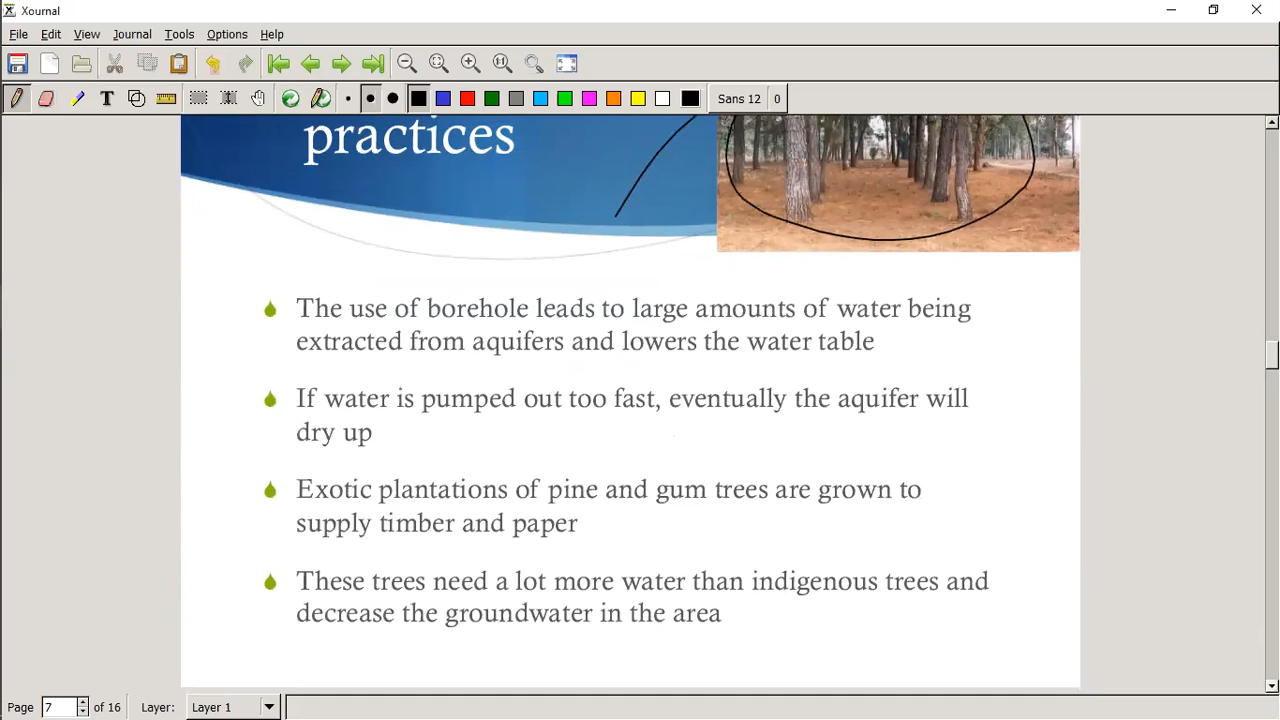 Xournal
File Edit View Journal Tools Options Help
T Sans 12 0
practices
The use of borehole leads to large amounts of water being
extracted from aquifers and lowers the water table
If water is pumped out too fast, eventually the aquifer will
dry up
Exotic plantations of pine and gum trees are grown to
supply timber and paper
These trees need a lot more water than indigenous trees and
decrease the groundwater in the area
Page 7 of 16 Layer: Layer 1